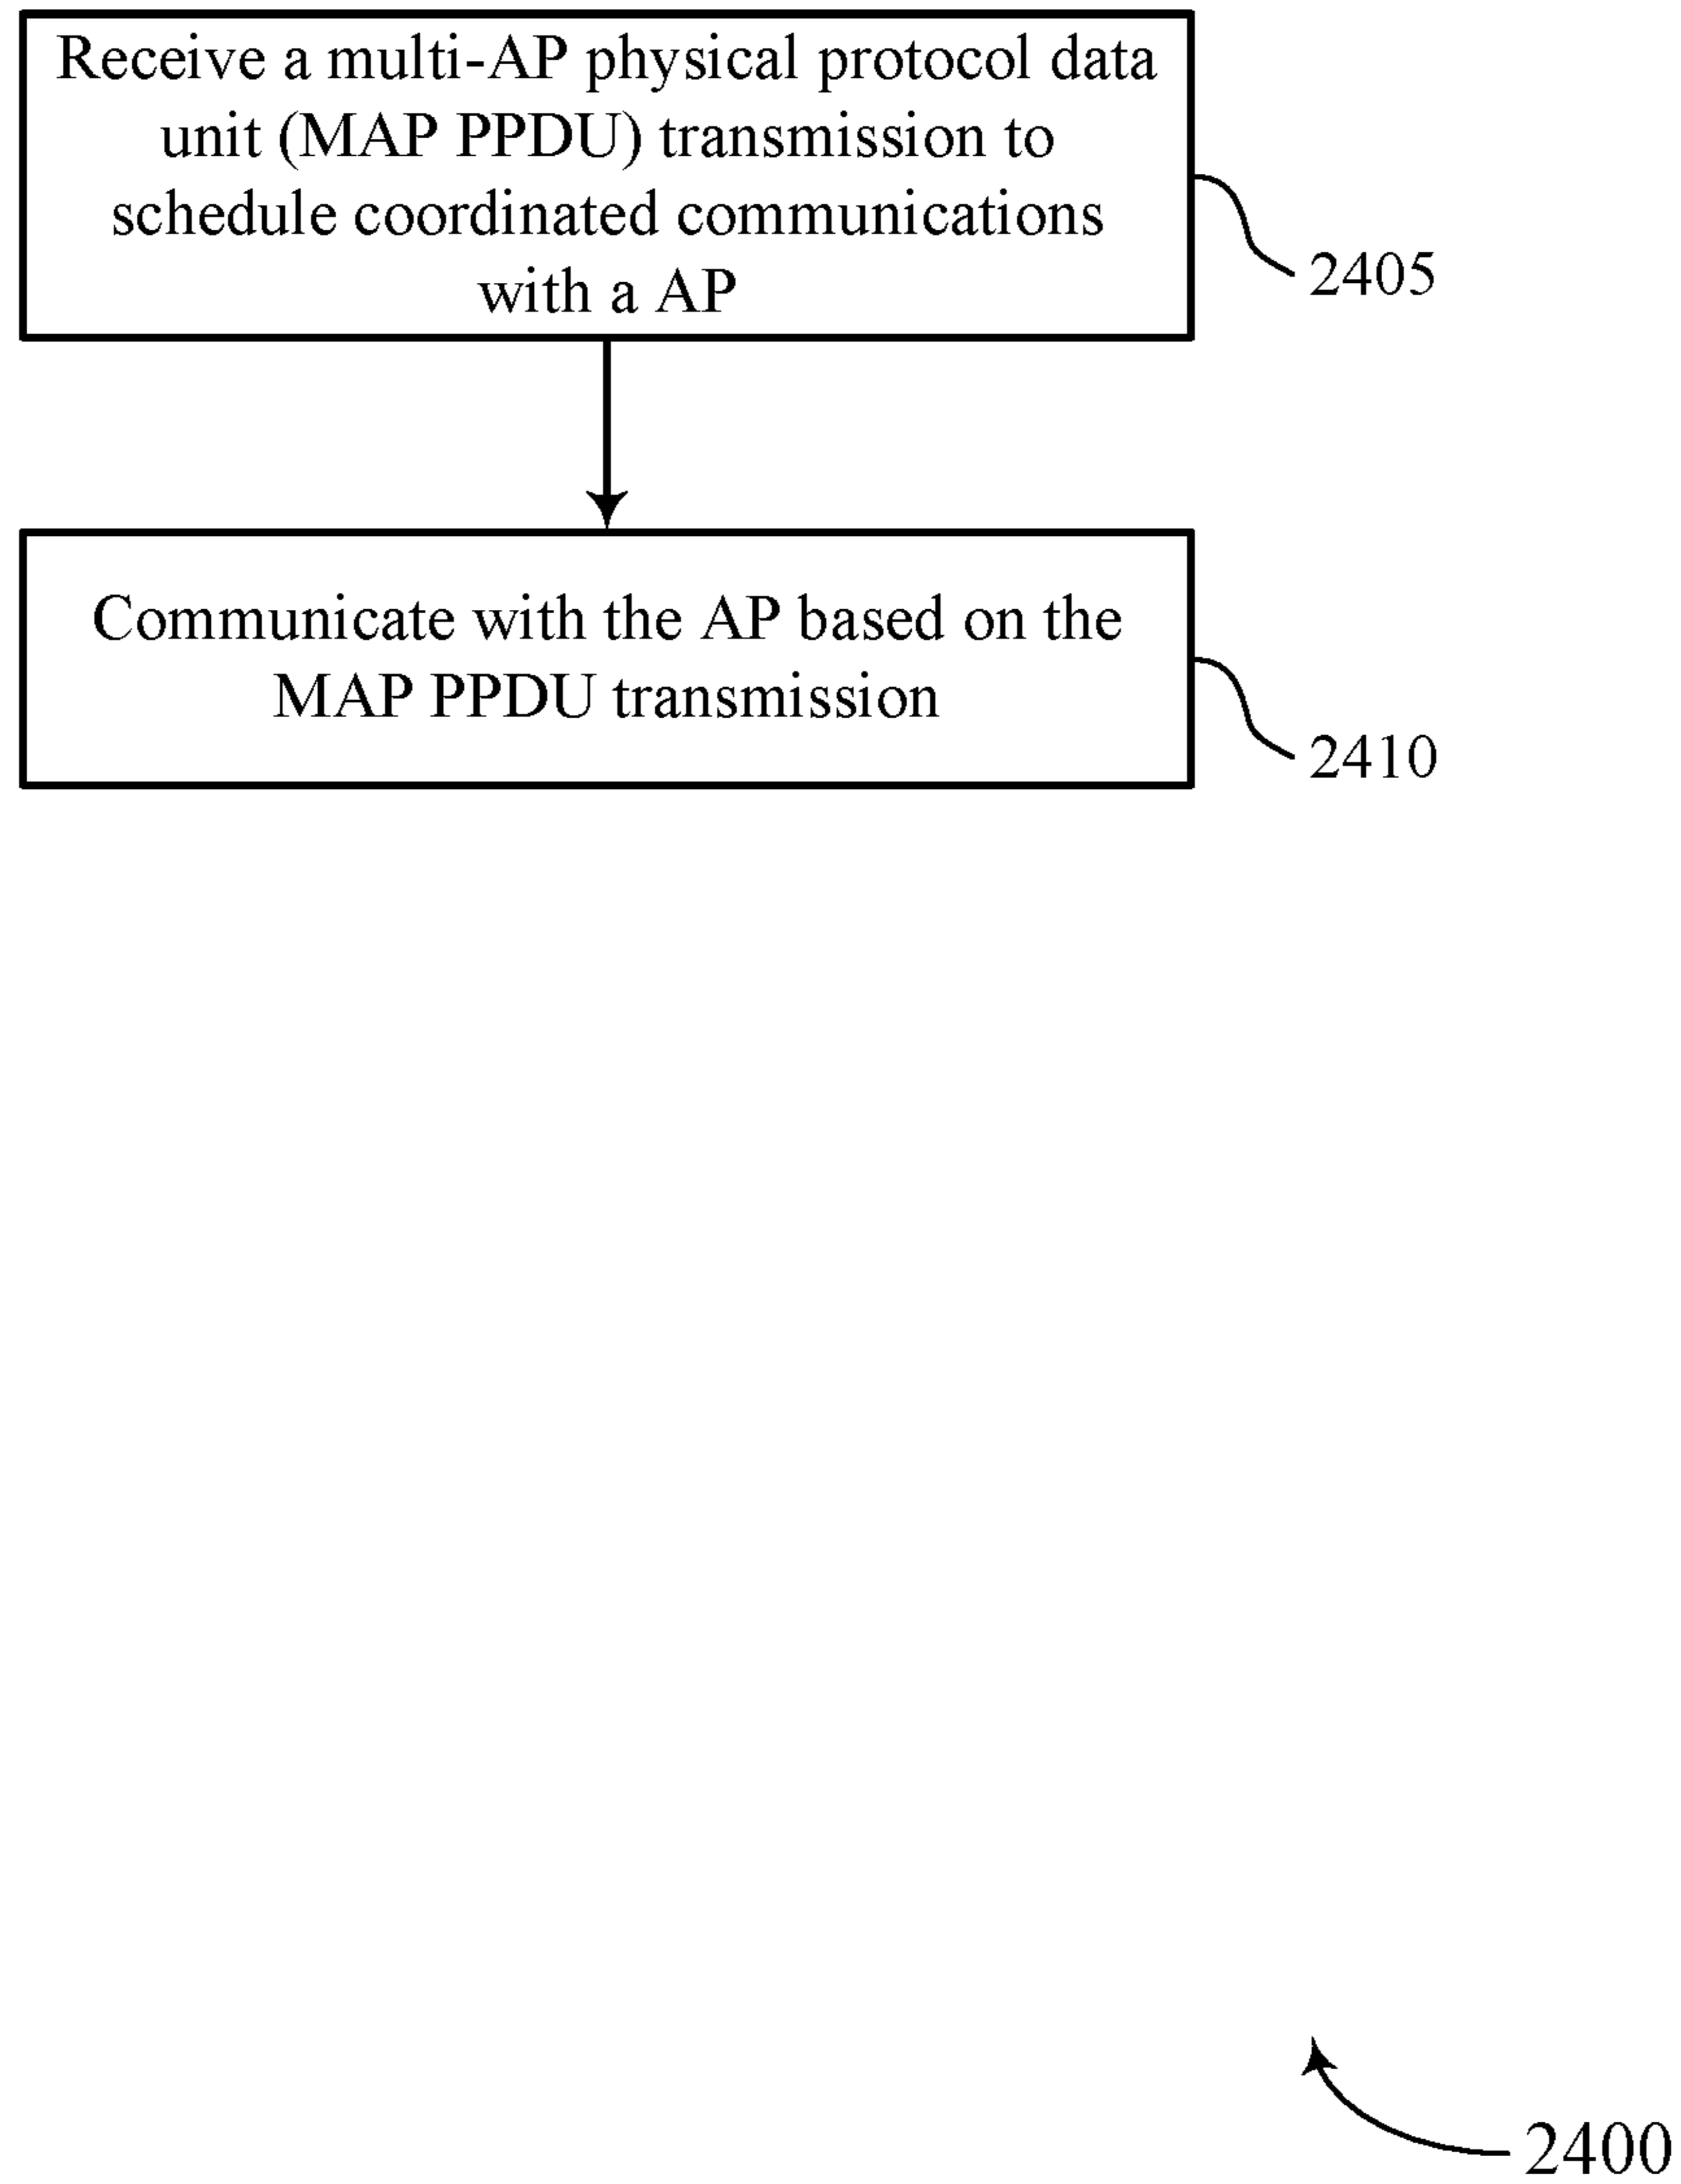 Receive a multi-AP physical protocol data
unit (MAP PPDU) transmission to
schedule coordinated communications
with a AP
2405
Communicate with the AP based on the
MAP PPDU transmission
2410
2400